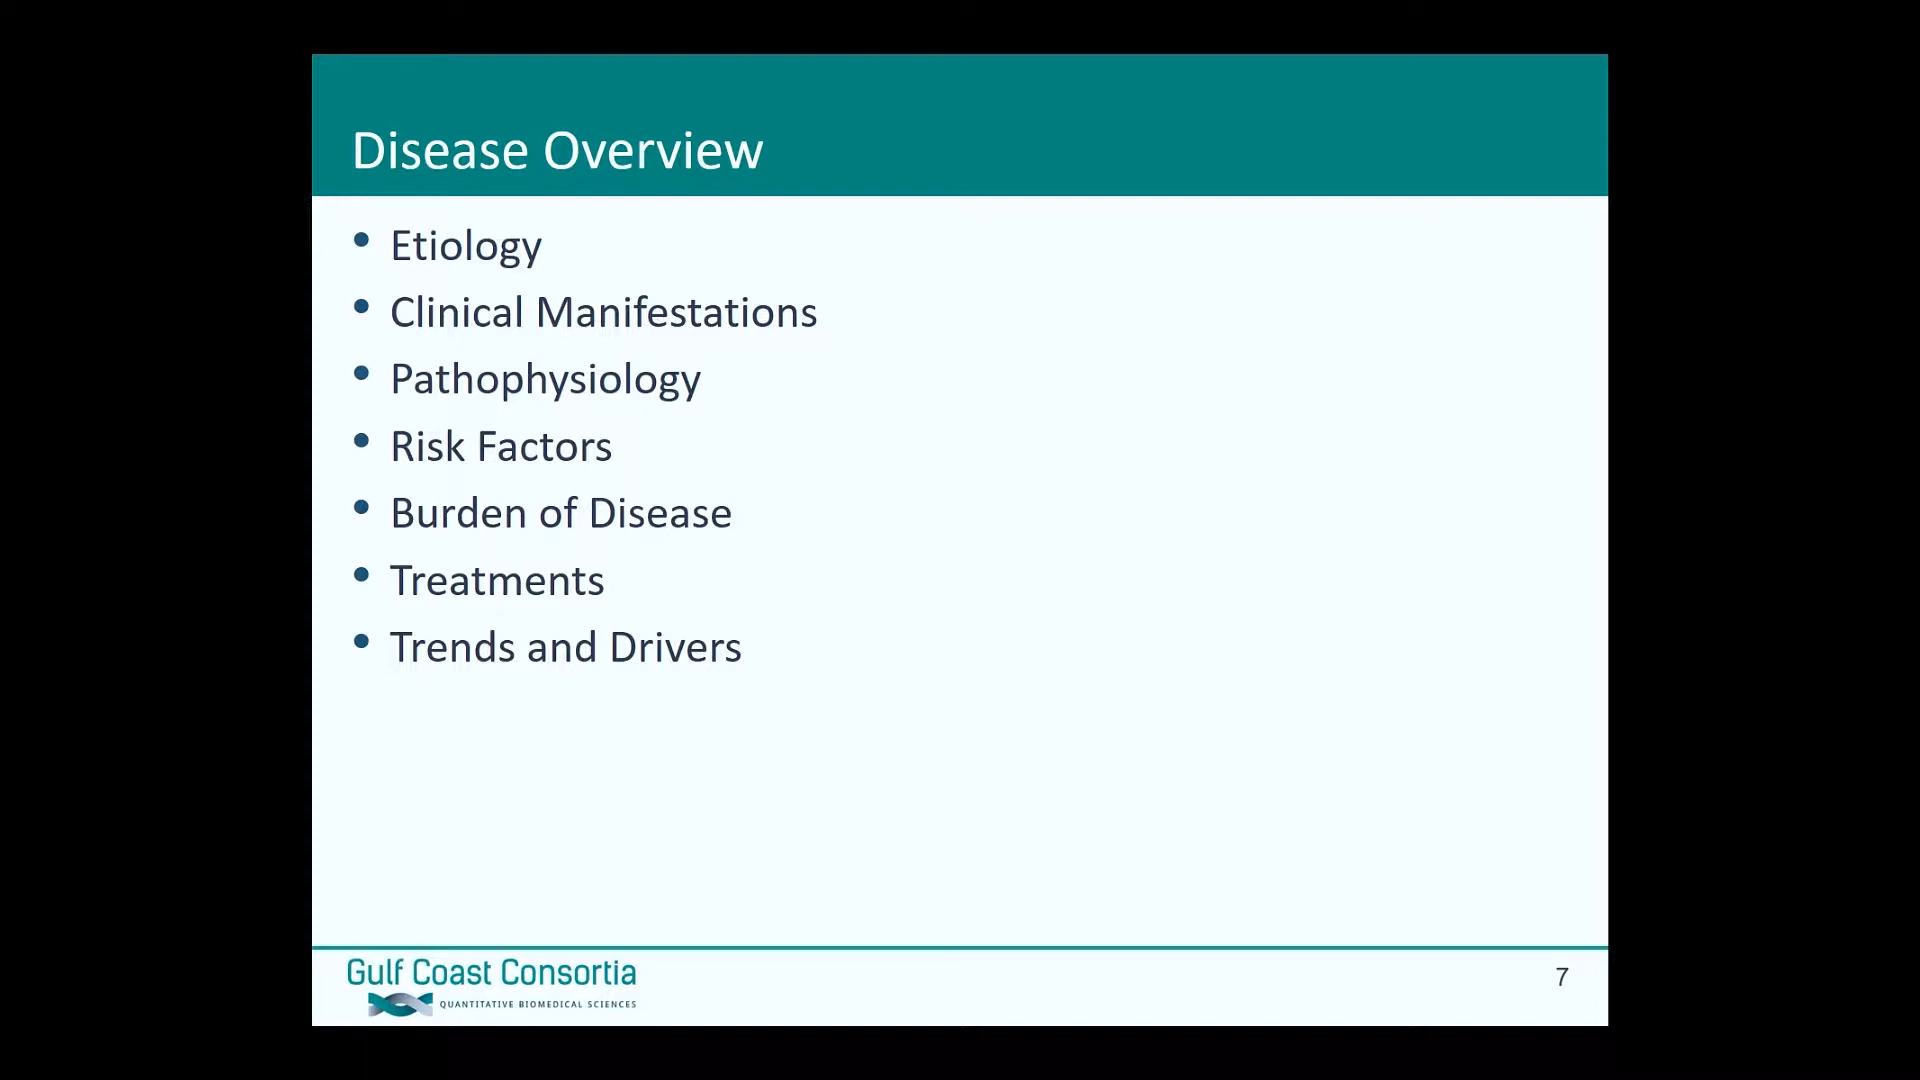 Disease Overview
• Etiology
• Clinical Manifestations
• Pathophysiology
• Risk Factors
• Burden of Disease
• Treatments
• Trends and Drivers
Gulf Coast Consortia
QUANTITATIVE BIOMEDICAL SCIENCES
7